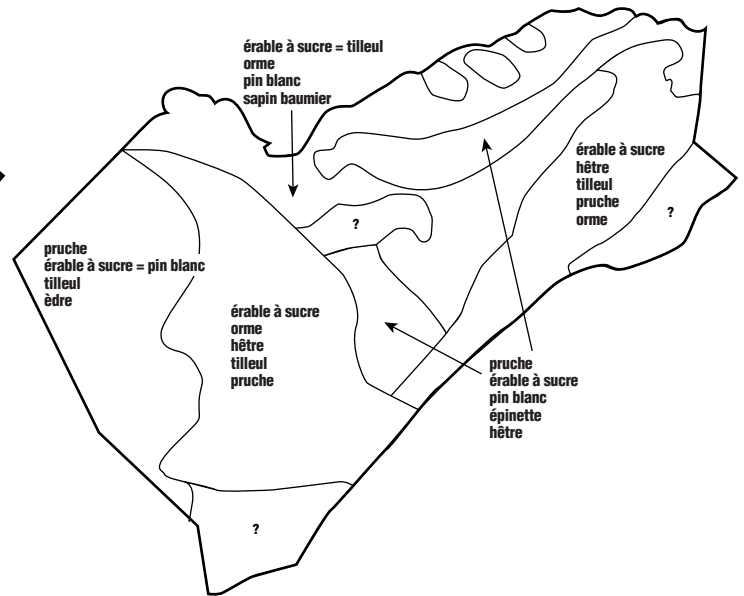 érable à sucre = tilleul
orme
pin blanc
sapin baumier
érable à sucre
hêtre
tilleul
pruche
orme
?
?
pruche
érable à sucre = pin blanc
tilleul
èdre
érable à sucre
orme
hêtre
tilleul
pruche
pruche
érable à sucre
pin blanc
épinette
hêtre
?